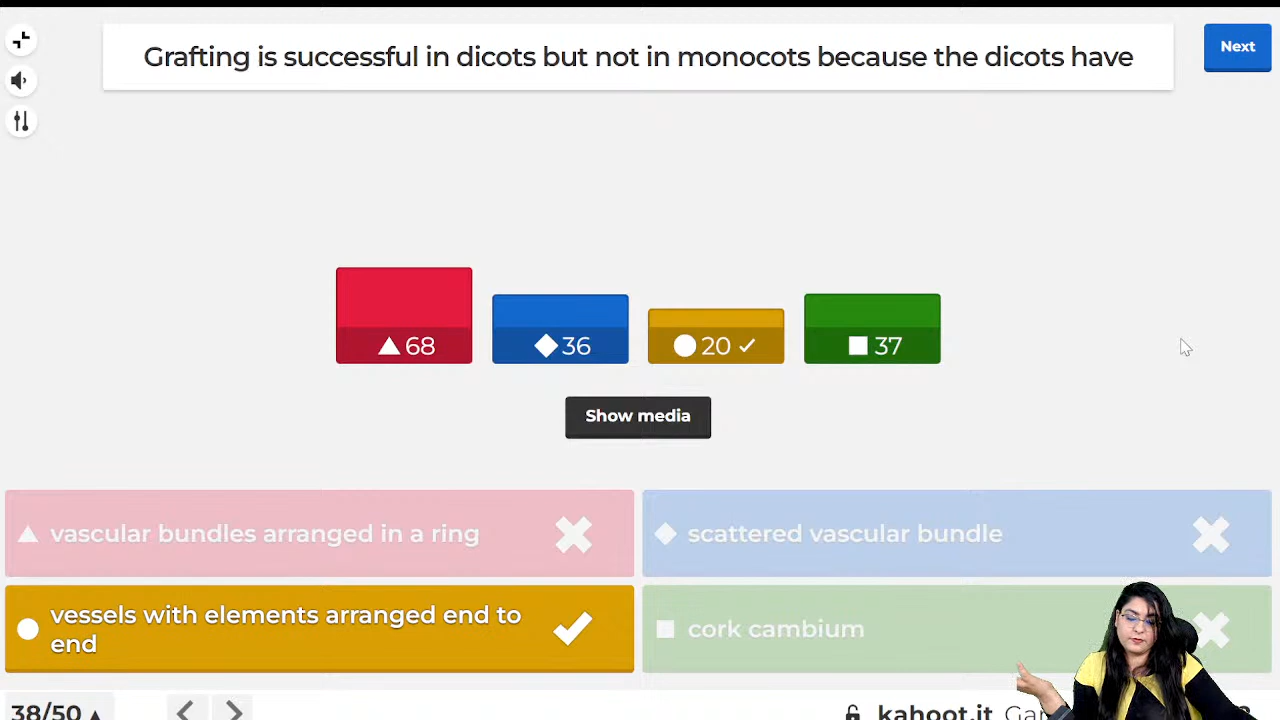 Grafting is successful in dicots but not in monocots because the dicots have
Next
68
36
20
37
Show media
vascular bundles arranged in a ring
scattered vascular bundle
vessels with elements arranged end to
end
cork cambium
38/50
kahoot.it